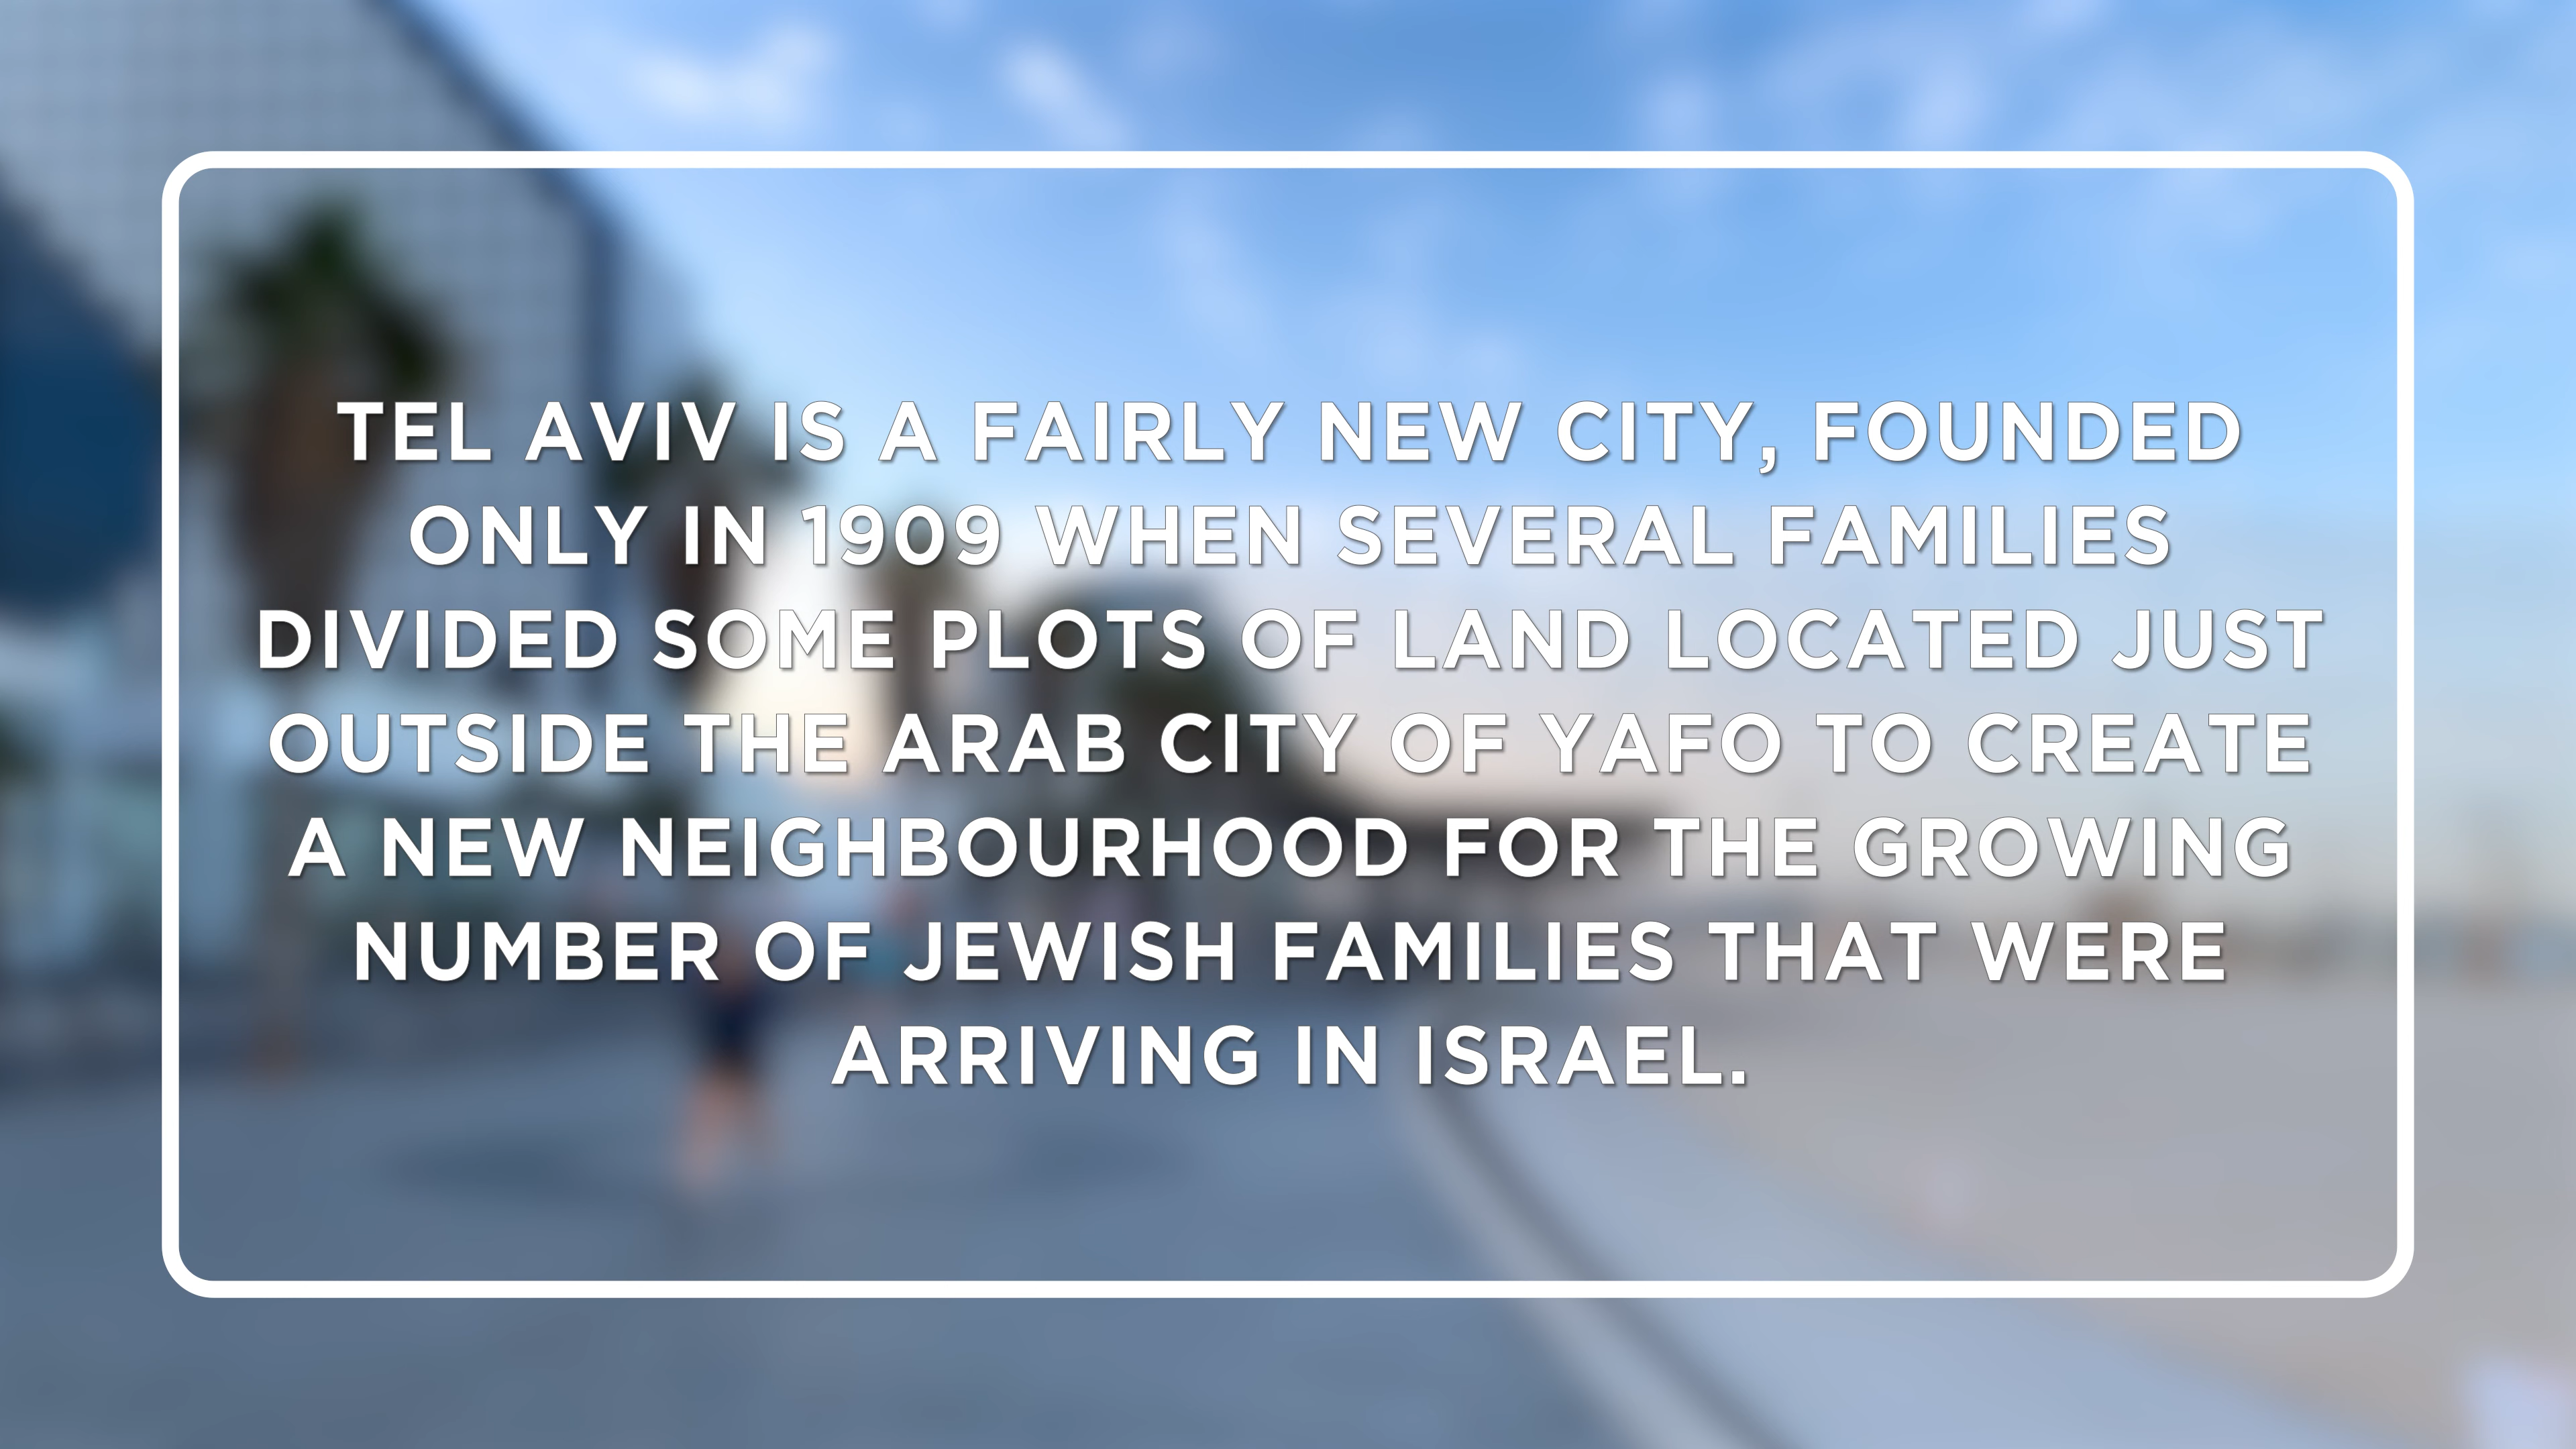 TEL AVIV IS A FAIRLY NEW CITY, FOUNDED
ONLY IN 1909 WHEN SEVERAL FAMILIES
DIVIDED SOME PLOTS OF LAND LOCATED JUST
OUTSIDE THE ARAB CITY OF YAFO TO CREATE
A NEW NEIGHBOURHOOD FOR THE GROWING
NUMBER OF JEWISH FAMILIES THAT WERE
ARRIVING IN ISRAEL.